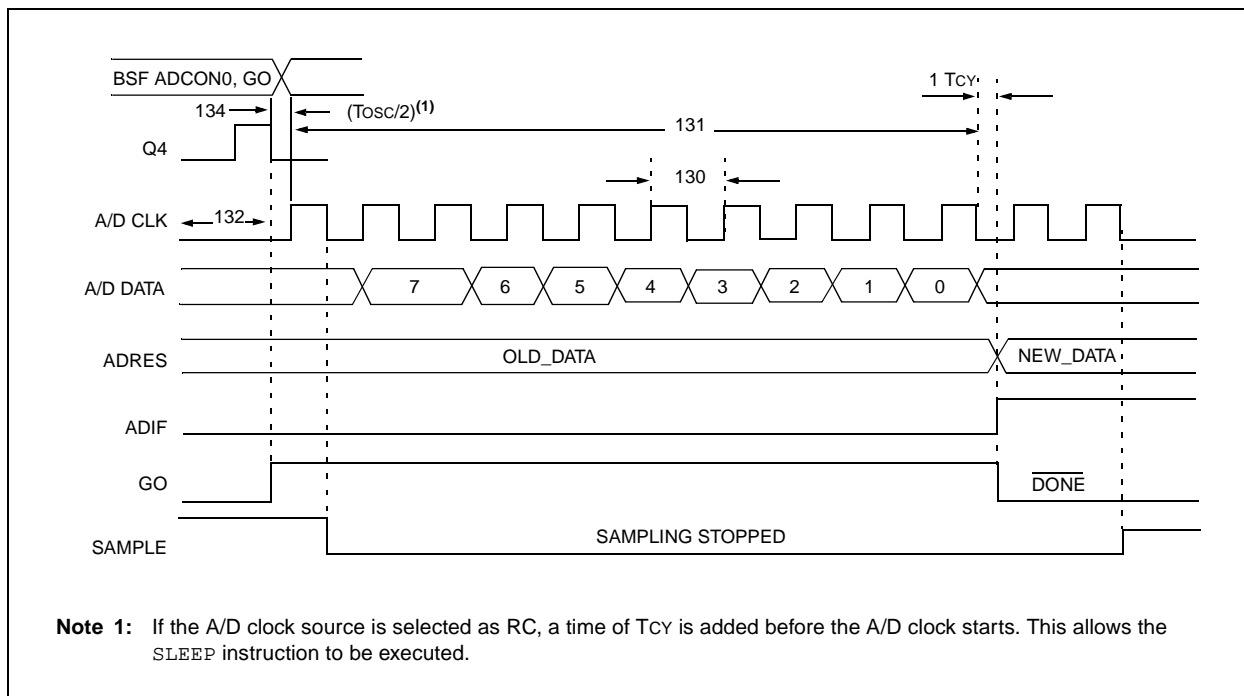 BSF ADCON0, GO
1 TCY
134
(TOSC/2)(1)
131
Q4
130
A/D CLK
132
A/D DATA
7 6 5 4 3 2 1 0
ADRES
OLD_DATA
NEW_DATA
ADIF
GO
DONE
SAMPLE
SAMPLING STOPPED
Note 1: If the A/D clock source is selected as RC, a time of TCY is added before the A/D clock starts. This allows the
SLEEP instruction to be executed.